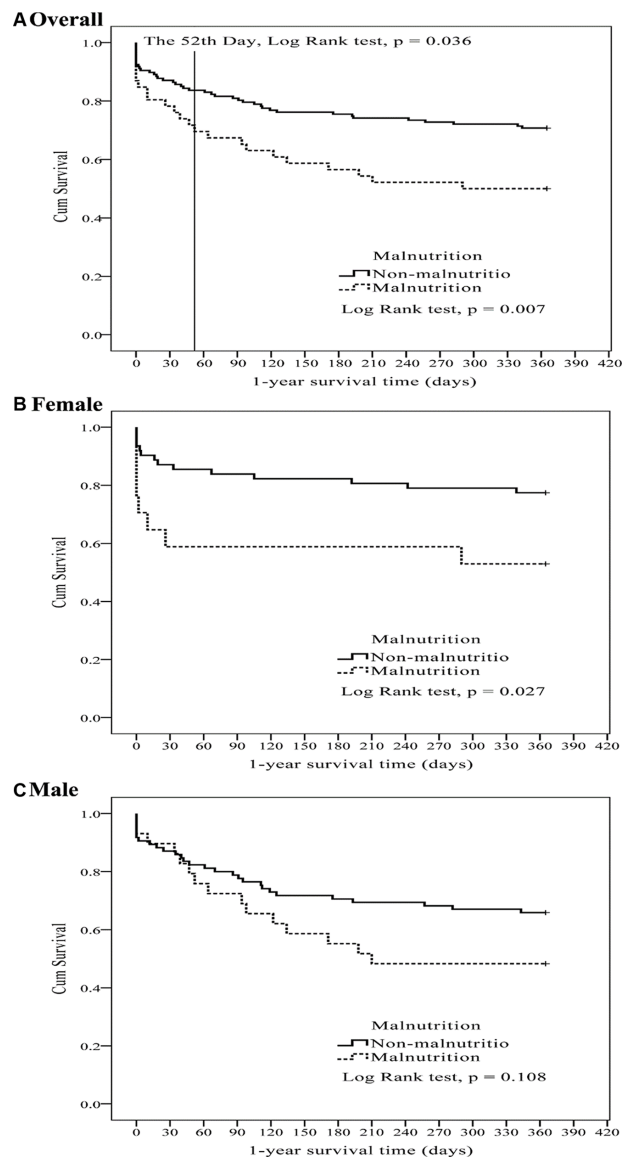 A Overall
The 52th Day, Log Rank test, p = 0.036
1.0
0.8
0.6
0.4
0.2
0.0
Cum Survival
Malnutrition
Non-malnutritio
Malnutrition
Log Rank test, p = 0.007
0 30 60 90 120 150 180 210 240 270 300 330 360 390 420
1-year survival time (days)
B Female
1.0
0.8
0.6
0.4
0.2
0.0
Cum Survival
Malnutrition
Non-malnutritio
Malnutrition
Log Rank test, p = 0.027
0 30 60 90 120 150 180 210 240 270 300 330 360 390 420
1-year survival time (days)
C Male
1.0
0.8
0.6
0.4
0.2
0.0
Cum Survival
Malnutrition
Non-malnutritio
Malnutrition
Log Rank test, p = 0.108
0 30 60 90 120 150 180 210 240 270 300 330 360 390 420
1-year survival time (days)